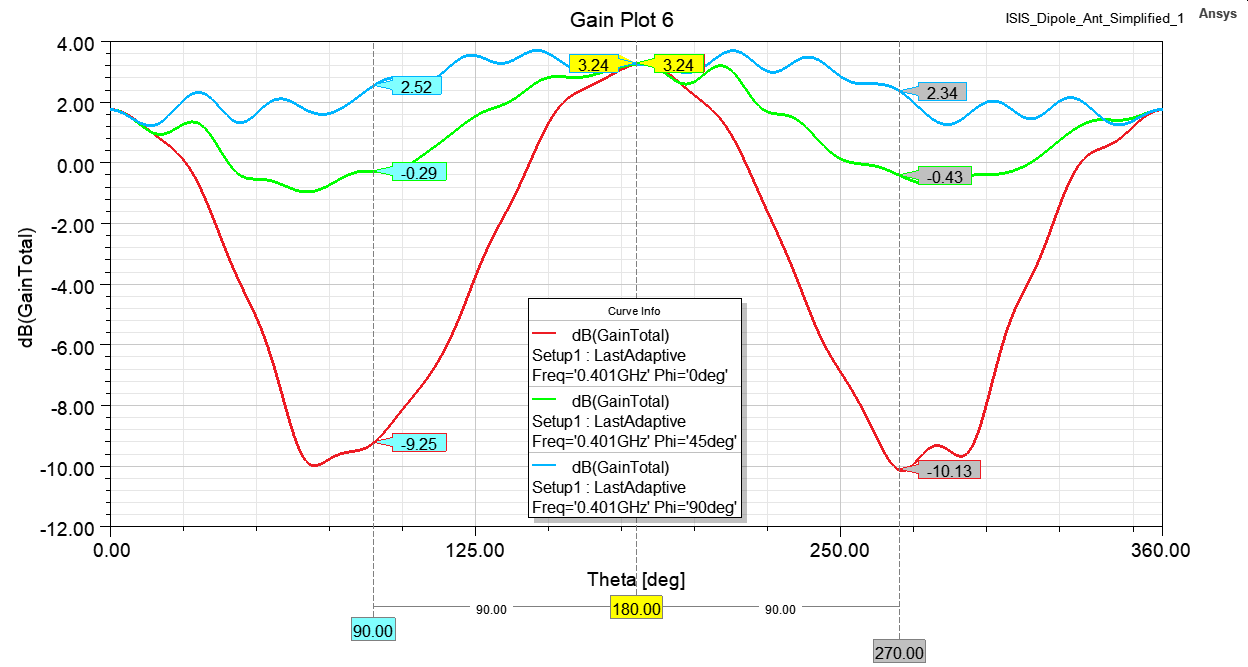 Gain Plot 6
ISIS_Dipole_Ant_Simplified_1
Ansys
dB(GainTotal)
4.00
2.00
0.00
-2.00
-4.00
-6.00
-8.00
-10.00
-12.00
2.52
3.24
3.24
2.34
-0.29
-0.43
-9.25
-10.13
Curve Info
dB(GainTotal)
Setup1 : LastAdaptive
Freq='0.401GHz' Phi='0deg'
dB(GainTotal)
Setup1 : LastAdaptive
Freq='0.401GHz' Phi='45deg'
dB(GainTotal)
Setup1 : LastAdaptive
Freq='0.401GHz' Phi='90deg'
0.00
125.00
250.00
360.00
Theta [deg]
90.00
90.00
90.00
180.00
270.00